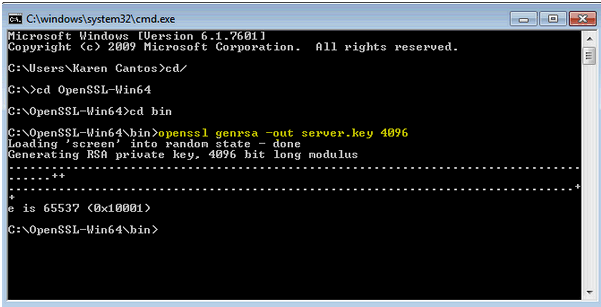 C:\windows\system32\cmd.exe
Microsoft Windows [Version 6.1.7601]
Copyright (c) 2009 Microsoft Corporation.  All rights reserved.
C:\Users\Karen Cantos>cd/
C:\>cd OpenSSL-Win64
C:\OpenSSL-Win64>cd bin
C:\OpenSSL-Win64\bin>openssl genrsa -out server.key 4096
Loading 'screen' into random state - done
Generating RSA private key, 4096 bit long modulus
...............................................................................
......++
..............................................................................+
+
e is 65537 (0x10001)
C:\OpenSSL-Win64\bin>